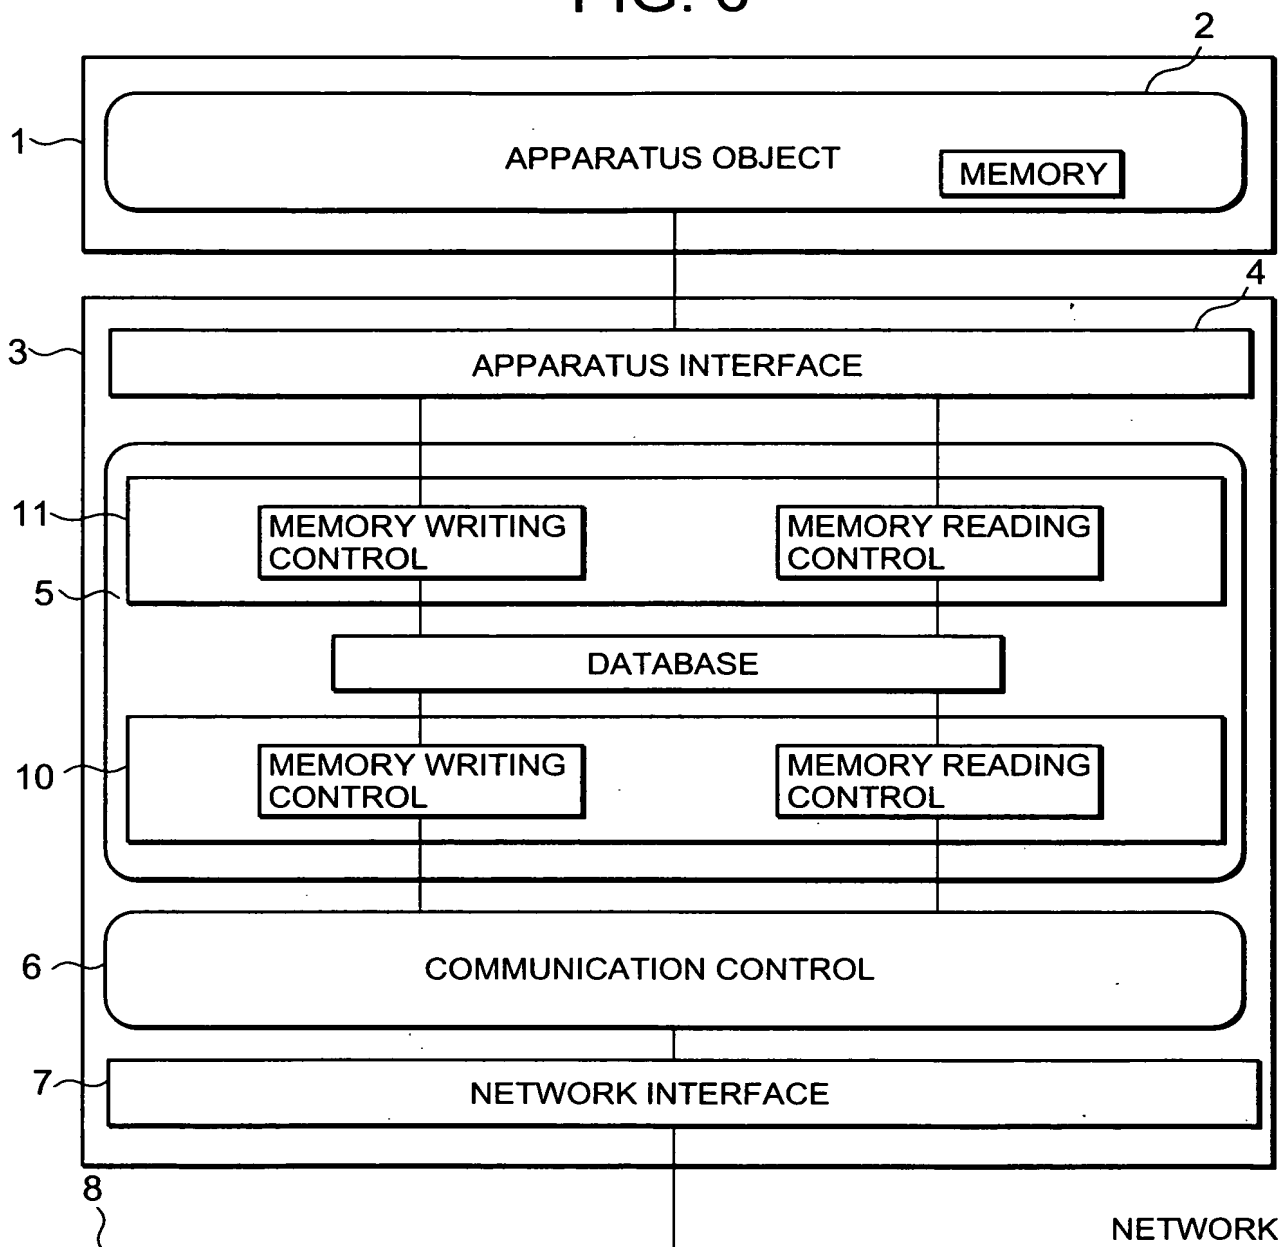 2
1
APPARATUS OBJECT
MEMORY
4
3
APPARATUS INTERFACE
11
MEMORY WRITING
CONTROL
MEMORY READING
CONTROL
5
DATABASE
10
MEMORY WRITING
CONTROL
MEMORY READING
CONTROL
6
COMMUNICATION CONTROL
7
NETWORK INTERFACE
8
NETWORK